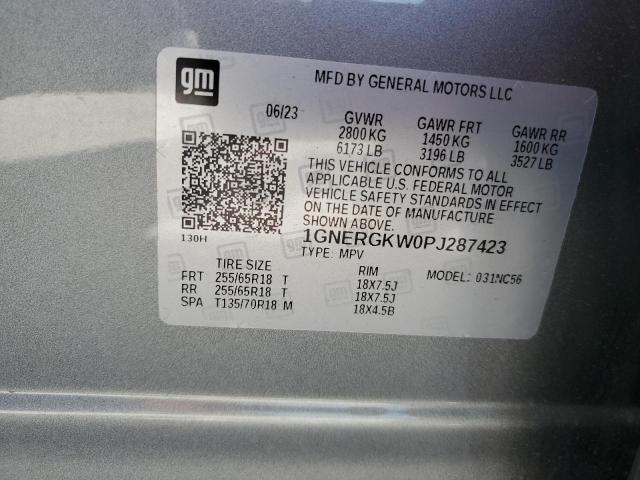 gm
MFD BY GENERAL MOTORS LLC
06/23 GVWR GAWR FRT GAWR RR
2800 KG 1450 KG 1600 KG
6173 LB 3196 LB 3527 LB
THIS VEHICLE CONFORMS TO ALL
APPLICABLE U.S. FEDERAL MOTOR
VEHICLE SAFETY STANDARDS IN EFFECT
ON THE DATE OF MANUFACTURE
SHOWN ABOVE.
130H
1GNERGKW0PJ287423
TYPE: MPV
TIRE SIZE RIM MODEL: 031NC56
FRT 255/65R18 T 18X7.5J
RR 255/65R18 T 18X7.5J
SPA T135/70R18 M 18X4.5B